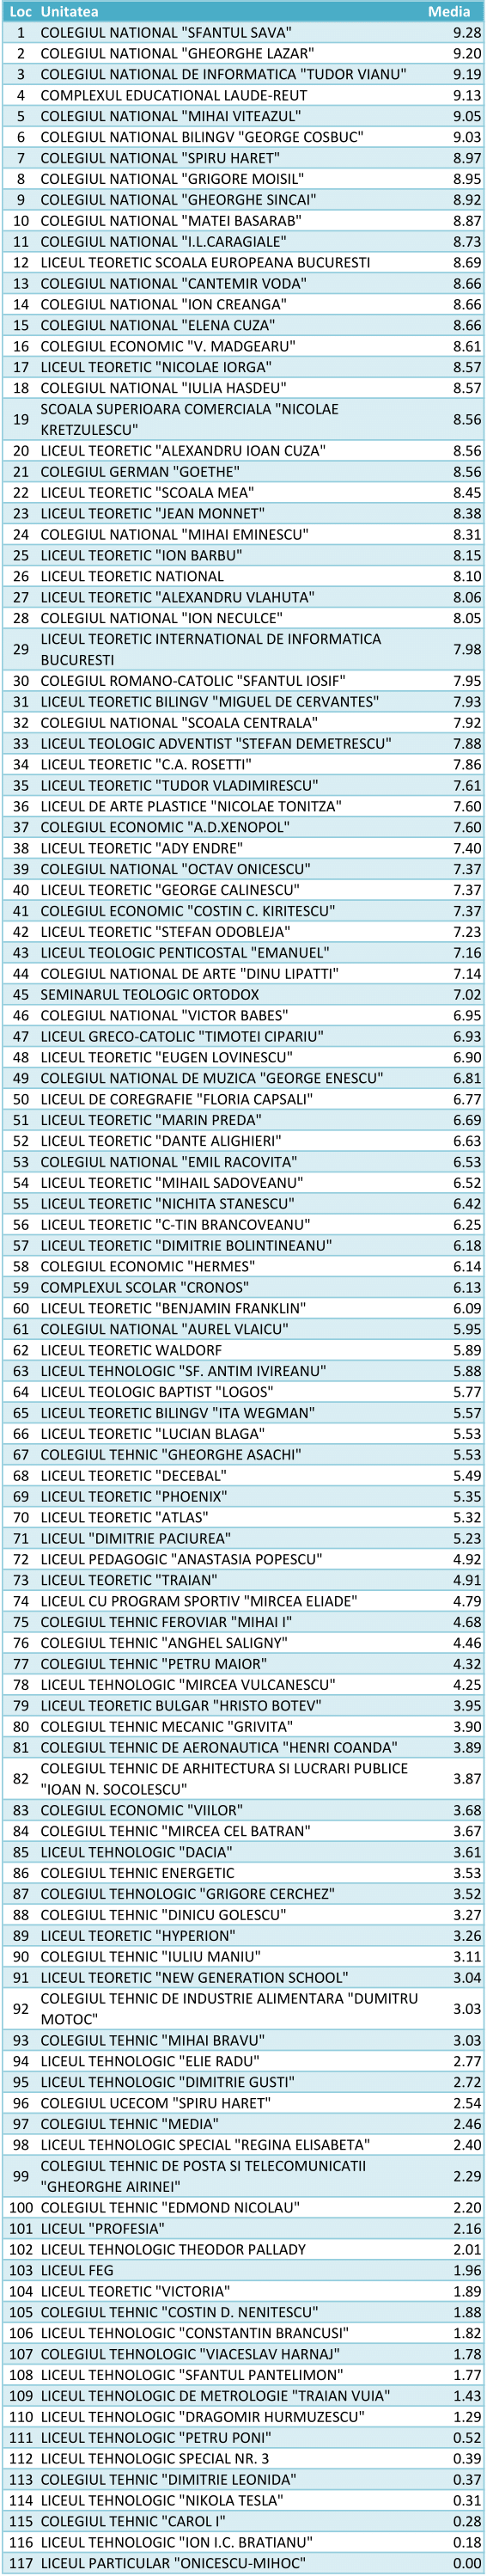 Loc Unitatea Media
1 COLEGIUL NATIONAL "SFANTUL SAVA" 9.28
2 COLEGIUL NATIONAL "GHEORGHE LAZAR" 9.20
3 COLEGIUL NATIONAL DE INFORMATICA "TUDOR VIANU" 9.19
4 COMPLEXUL EDUCATIONAL LAUDE-REUT 9.13
5 COLEGIUL NATIONAL "MIHAI VITEAZUL" 9.05
6 COLEGIUL NATIONAL BILINGV "GEORGE COSBUC" 9.03
7 COLEGIUL NATIONAL "SPIRU HARET" 8.97
8 COLEGIUL NATIONAL "GRIGORE MOISIL" 8.95
9 COLEGIUL NATIONAL "GHEORGHE SINCAI" 8.92
10 COLEGIUL NATIONAL "MATEI BASARAB" 8.87
11 COLEGIUL NATIONAL "I.L.CARAGIALE" 8.73
12 LICEUL TEORETIC SCOALA EUROPEANA BUCURESTI 8.69
13 COLEGIUL NATIONAL "CANTEMIR VODA" 8.66
14 COLEGIUL NATIONAL "ION CREANGA" 8.66
15 COLEGIUL NATIONAL "ELENA CUZA" 8.66
16 COLEGIUL ECONOMIC "V. MADGEARU" 8.61
17 LICEUL TEORETIC "NICOLAE IORGA" 8.57
18 COLEGIUL NATIONAL "IULIA HASDEU" 8.57
19 SCOALA SUPERIOARA COMERCIALA "NICOLAE
KRETZULESCU" 8.56
20 LICEUL TEORETIC "ALEXANDRU IOAN CUZA" 8.56
21 COLEGIUL GERMAN "GOETHE" 8.56
22 LICEUL TEORETIC "SCOALA MEA" 8.45
23 LICEUL TEORETIC "JEAN MONNET" 8.38
24 COLEGIUL NATIONAL "MIHAI EMINESCU" 8.31
25 LICEUL TEORETIC "ION BARBU" 8.15
26 LICEUL TEORETIC NATIONAL 8.10
27 LICEUL TEORETIC "ALEXANDRU VLAHUTA" 8.06
28 COLEGIUL NATIONAL "ION NECULCE" 8.05
29 LICEUL TEORETIC INTERNATIONAL DE INFORMATICA
BUCURESTI 7.98
30 COLEGIUL ROMANO-CATOLIC "SFANTUL IOSIF" 7.95
31 LICEUL TEORETIC BILINGV "MIGUEL DE CERVANTES" 7.93
32 COLEGIUL NATIONAL "SCOALA CENTRALA" 7.92
33 LICEUL TEOLOGIC ADVENTIST "STEFAN DEMETRESCU" 7.88
34 LICEUL TEORETIC "C.A. ROSETTI" 7.86
35 LICEUL TEORETIC "TUDOR VLADIMIRESCU" 7.61
36 LICEUL DE ARTE PLASTICE "NICOLAE TONITZA" 7.60
37 COLEGIUL ECONOMIC "A.D.XENOPOL" 7.60
38 LICEUL TEORETIC "ADY ENDRE" 7.40
39 COLEGIUL NATIONAL "OCTAV ONICESCU" 7.37
40 LICEUL TEORETIC "GEORGE CALINESCU" 7.37
41 COLEGIUL ECONOMIC "COSTIN C. KIRITESCU" 7.37
42 LICEUL TEORETIC "STEFAN ODOBLEJA" 7.23
43 LICEUL TEOLOGIC PENTICOSTAL "EMANUEL" 7.16
44 COLEGIUL NATIONAL DE ARTE "DINU LIPATTI" 7.14
45 SEMINARUL TEOLOGIC ORTODOX 7.02
46 COLEGIUL NATIONAL "VICTOR BABES" 6.95
47 LICEUL GRECO-CATOLIC "TIMOTEI CIPARIU" 6.93
48 LICEUL TEORETIC "EUGEN LOVINESCU" 6.90
49 COLEGIUL NATIONAL DE MUZICA "GEORGE ENESCU" 6.81
50 LICEUL DE COREGRAFIE "FLORIA CAPSALI" 6.77
51 LICEUL TEORETIC "MARIN PREDA" 6.69
52 LICEUL TEORETIC "DANTE ALIGHIERI" 6.63
53 COLEGIUL NATIONAL "EMIL RACOVITA" 6.53
54 LICEUL TEORETIC "MIHAIL SADOVEANU" 6.52
55 LICEUL TEORETIC "NICHITA STANESCU" 6.42
56 LICEUL TEORETIC "C-TIN BRANCOVEANU" 6.25
57 LICEUL TEORETIC "DIMITRIE BOLINTINEANU" 6.18
58 COLEGIUL ECONOMIC "HERMES" 6.14
59 COMPLEXUL SCOLAR "CRONOS" 6.13
60 LICEUL TEORETIC "BENJAMIN FRANKLIN" 6.09
61 COLEGIUL NATIONAL "AUREL VLAICU" 5.95
62 LICEUL TEORETIC WALDORF 5.89
63 LICEUL TEHNOLOGIC "SF. ANTIM IVIREANU" 5.88
64 LICEUL TEOLOGIC BAPTIST "LOGOS" 5.77
65 LICEUL TEORETIC BILINGV "ITA WEGMAN" 5.57
66 LICEUL TEORETIC "LUCIAN BLAGA" 5.53
67 COLEGIUL TEHNIC "GHEORGHE ASACHI" 5.53
68 LICEUL TEORETIC "DECEBAL" 5.49
69 LICEUL TEORETIC "PHOENIX" 5.35
70 LICEUL TEORETIC "ATLAS" 5.32
71 LICEUL "DIMITRIE PACIUREA" 5.23
72 LICEUL PEDAGOGIC "ANASTASIA POPESCU" 4.92
73 LICEUL TEORETIC "TRAIAN" 4.91
74 LICEUL CU PROGRAM SPORTIV "MIRCEA ELIADE" 4.79
75 COLEGIUL TEHNIC FEROVIAR "MIHAI I" 4.68
76 COLEGIUL TEHNIC "ANGHEL SALIGNY" 4.46
77 COLEGIUL TEHNIC "PETRU MAIOR" 4.32
78 LICEUL TEHNOLOGIC "MIRCEA VULCANESCU" 4.25
79 LICEUL TEORETIC BULGAR "HRISTO BOTEV" 3.95
80 COLEGIUL TEHNIC MECANIC "GRIVITA" 3.90
81 COLEGIUL TEHNIC DE AERONAUTICA "HENRI COANDA" 3.89
82 COLEGIUL TEHNIC DE ARHITECTURA SI LUCRARI PUBLICE
"IOAN N. SOCOLESCU" 3.87
83 COLEGIUL ECONOMIC "VIILOR" 3.68
84 COLEGIUL TEHNIC "MIRCEA CEL BATRAN" 3.67
85 LICEUL TEHNOLOGIC "DACIA" 3.61
86 COLEGIUL TEHNIC ENERGETIC 3.53
87 COLEGIUL TEHNOLOGIC "GRIGORE CERCHEZ" 3.52
88 COLEGIUL TEHNIC "DINICU GOLESCU" 3.27
89 LICEUL TEORETIC "HYPERION" 3.26
90 COLEGIUL TEHNIC "IULIU MANIU" 3.11
91 LICEUL TEORETIC "NEW GENERATION SCHOOL" 3.04
92 COLEGIUL TEHNIC DE INDUSTRIE ALIMENTARA "DUMITRU
MOTOC" 3.03
93 COLEGIUL TEHNIC "MIHAI BRAVU" 3.03
94 LICEUL TEHNOLOGIC "ELIE RADU" 2.77
95 LICEUL TEHNOLOGIC "DIMITRIE GUSTI" 2.72
96 COLEGIUL UCECOM "SPIRU HARET" 2.54
97 COLEGIUL TEHNIC "MEDIA" 2.46
98 LICEUL TEHNOLOGIC SPECIAL "REGINA ELISABETA" 2.40
99 COLEGIUL TEHNIC DE POSTA SI TELECOMUNICATII
"GHEORGHE AIRINEI" 2.29
100 COLEGIUL TEHNIC "EDMOND NICOLAU" 2.20
101 LICEUL "PROFESIA" 2.16
102 LICEUL TEHNOLOGIC THEODOR PALLADY 2.01
103 LICEUL FEG 1.96
104 LICEUL TEORETIC "VICTORIA" 1.89
105 COLEGIUL TEHNIC "COSTIN D. NENITESCU" 1.88
106 LICEUL TEHNOLOGIC "CONSTANTIN BRANCUSI" 1.82
107 COLEGIUL TEHNOLOGIC "VIACESLAV HARNAJ" 1.78
108 LICEUL TEHNOLOGIC "SFANTUL PANTELIMON" 1.77
109 LICEUL TEHNOLOGIC DE METROLOGIE "TRAIAN VUIA" 1.43
110 LICEUL TEHNOLOGIC "DRAGOMIR HURMUZESCU" 1.29
111 LICEUL TEHNOLOGIC "PETRU PONI" 0.52
112 LICEUL TEHNOLOGIC SPECIAL NR. 3 0.39
113 COLEGIUL TEHNIC "DIMITRIE LEONIDA" 0.37
114 LICEUL TEHNOLOGIC "NIKOLA TESLA" 0.31
115 COLEGIUL TEHNIC "CAROL I" 0.28
116 LICEUL TEHNOLOGIC "ION I.C. BRATIANU" 0.18
117 LICEUL PARTICULAR "ONICESCU-MIHOC" 0.00